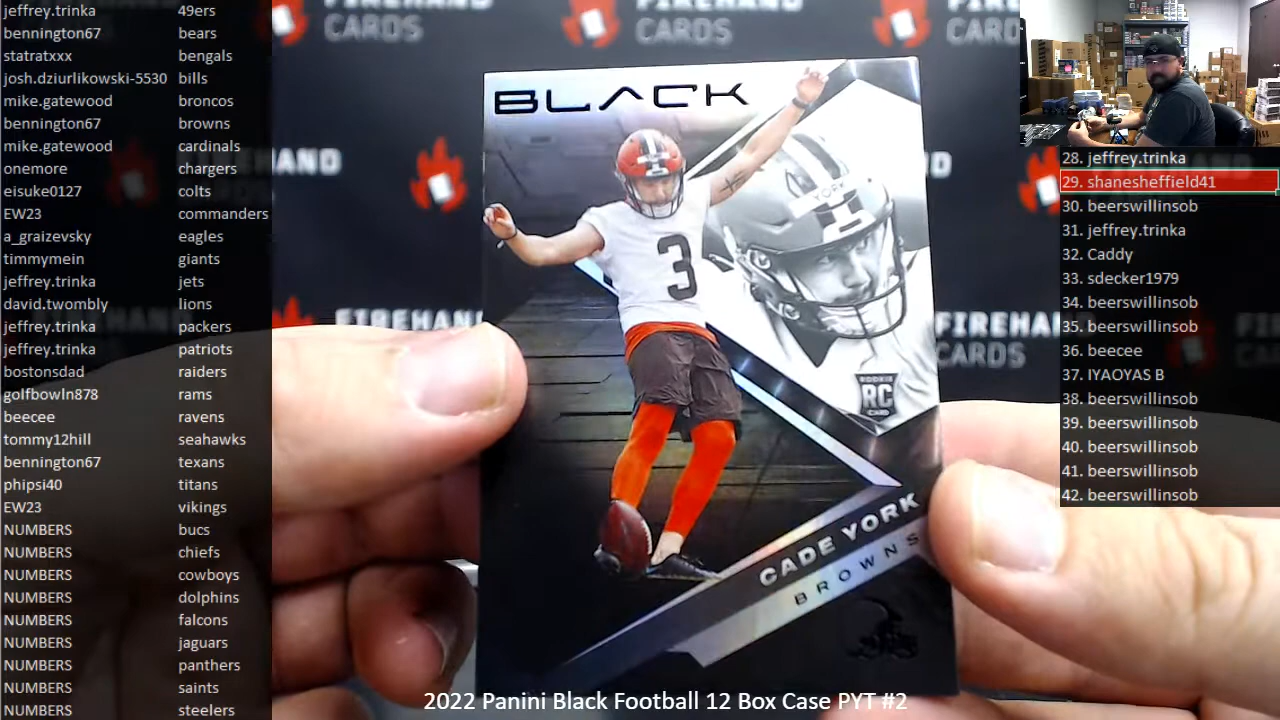 jeffrey.trinka 49ers
bennington67 bears
statratxxx bengals
josh.dziurlikowski-5530 bills
mike.gatewood broncos
bennington67 browns
mike.gatewood cardinals
onemore chargers
eisuke0127 colts
EW23 commanders
a_graizevsky eagles
timmymein giants
jeffrey.trinka jets
david.twombly lions
jeffrey.trinka packers
jeffrey.trinka patriots
bostonsdad raiders
golfbowln878 rams
beecee ravens
tommy12hill seahawks
bennington67 texans
phipsi40 titans
EW23 vikings
NUMBERS bucs
NUMBERS chiefs
NUMBERS cowboys
NUMBERS dolphins
NUMBERS falcons
NUMBERS jaguars
NUMBERS panthers
NUMBERS saints
NUMBERS steelers
CARDS
CARDS
CARD
FIREHAND
FIREHAN
CARDS
BLACK
YORK
3
ROOKIE
RC
CARD
CADE YORK
BROWNS
28. jeffrey.trinka
29. shanesheffield41
30. beerswillinsob
31. jeffrey.trinka
32. Caddy
33. sdecker1979
34. beerswillinsob
35. beerswillinsob
36. beecee
37. IYAOYAS B
38. beerswillinsob
39. beerswillinsob
40. beerswillinsob
41. beerswillinsob
42. beerswillinsob
2022 Panini Black Football 12 Box Case PYT #2